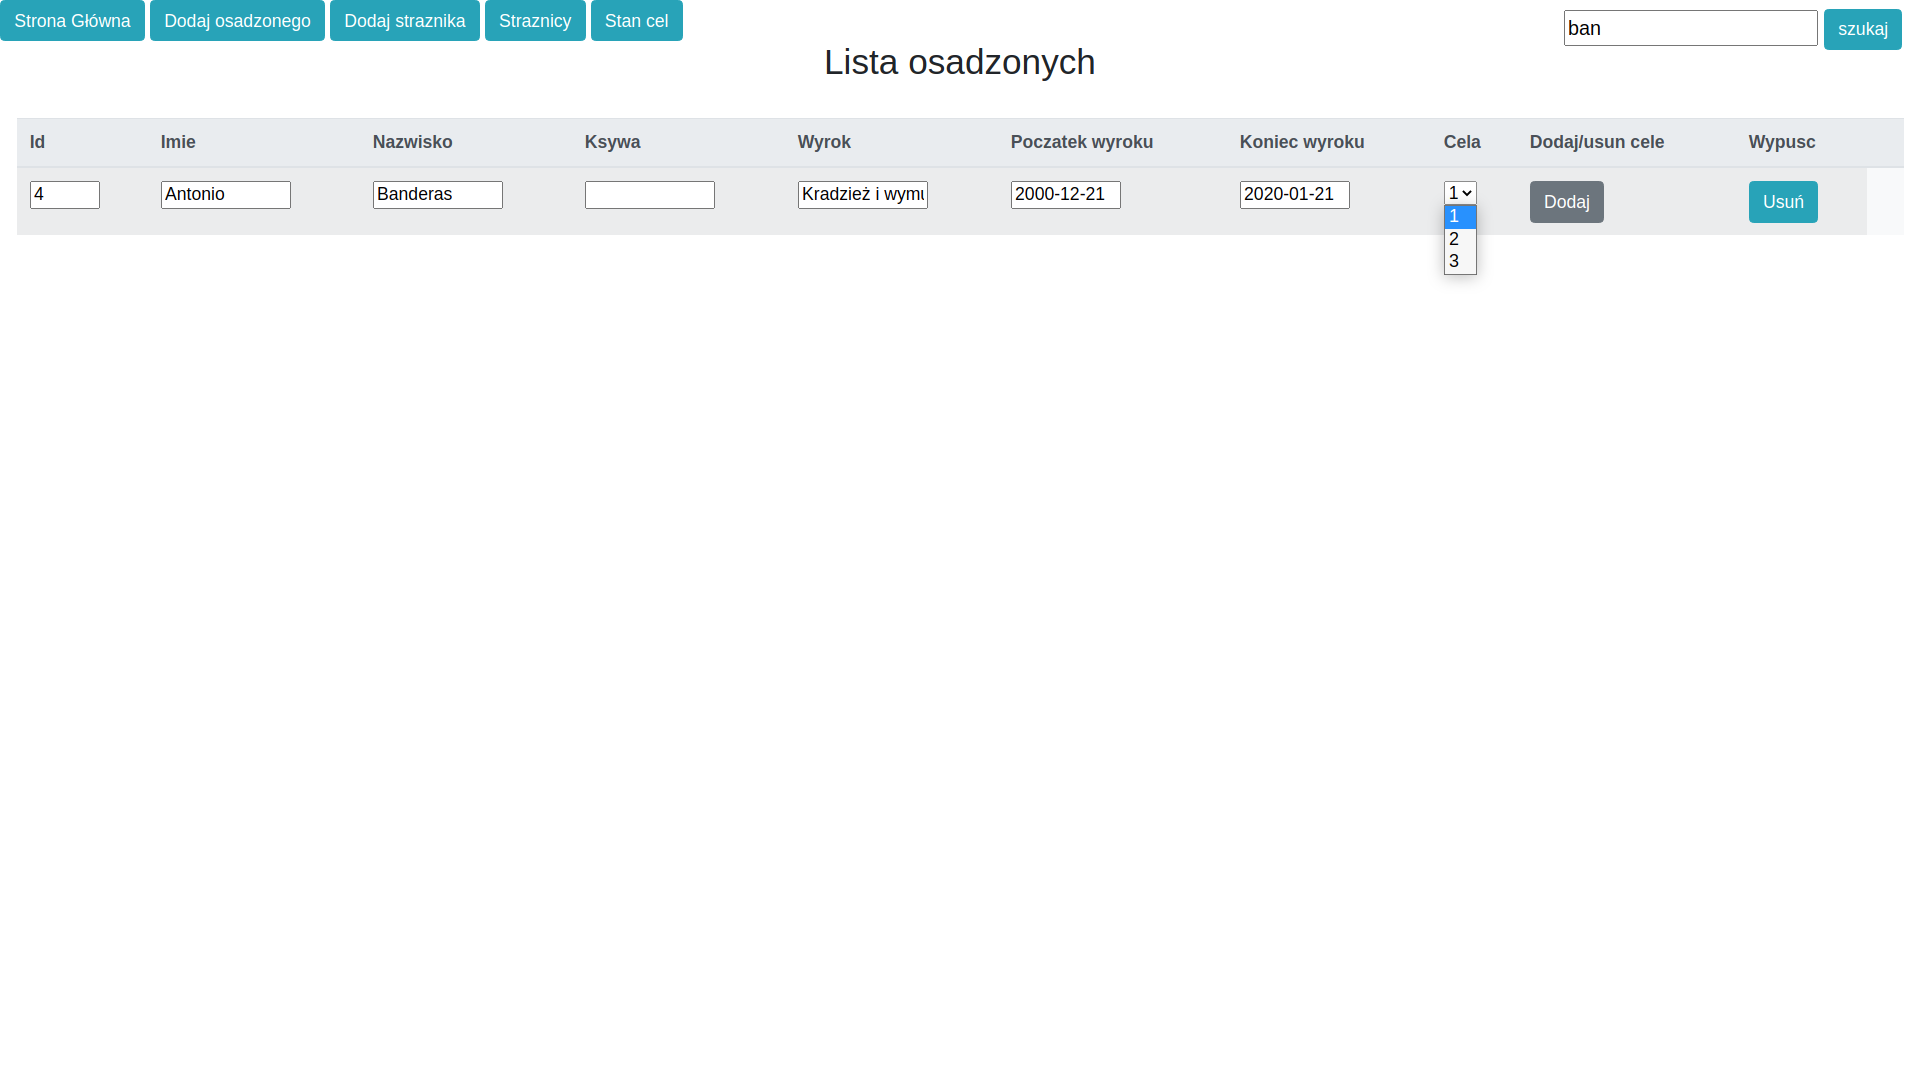 Strona Główna Dodaj osadzonego Dodaj straznika Straznicy Stan cel ban szukaj
Lista osadzonych
Id Imie Nazwisko Ksywa Wyrok Poczatek wyroku Koniec wyroku Cela Dodaj/usun cele Wypusc
4 Antonio Banderas Kradzież i 2000-12-21 2020-01-21 1 Dodaj Usuń
1
2
3